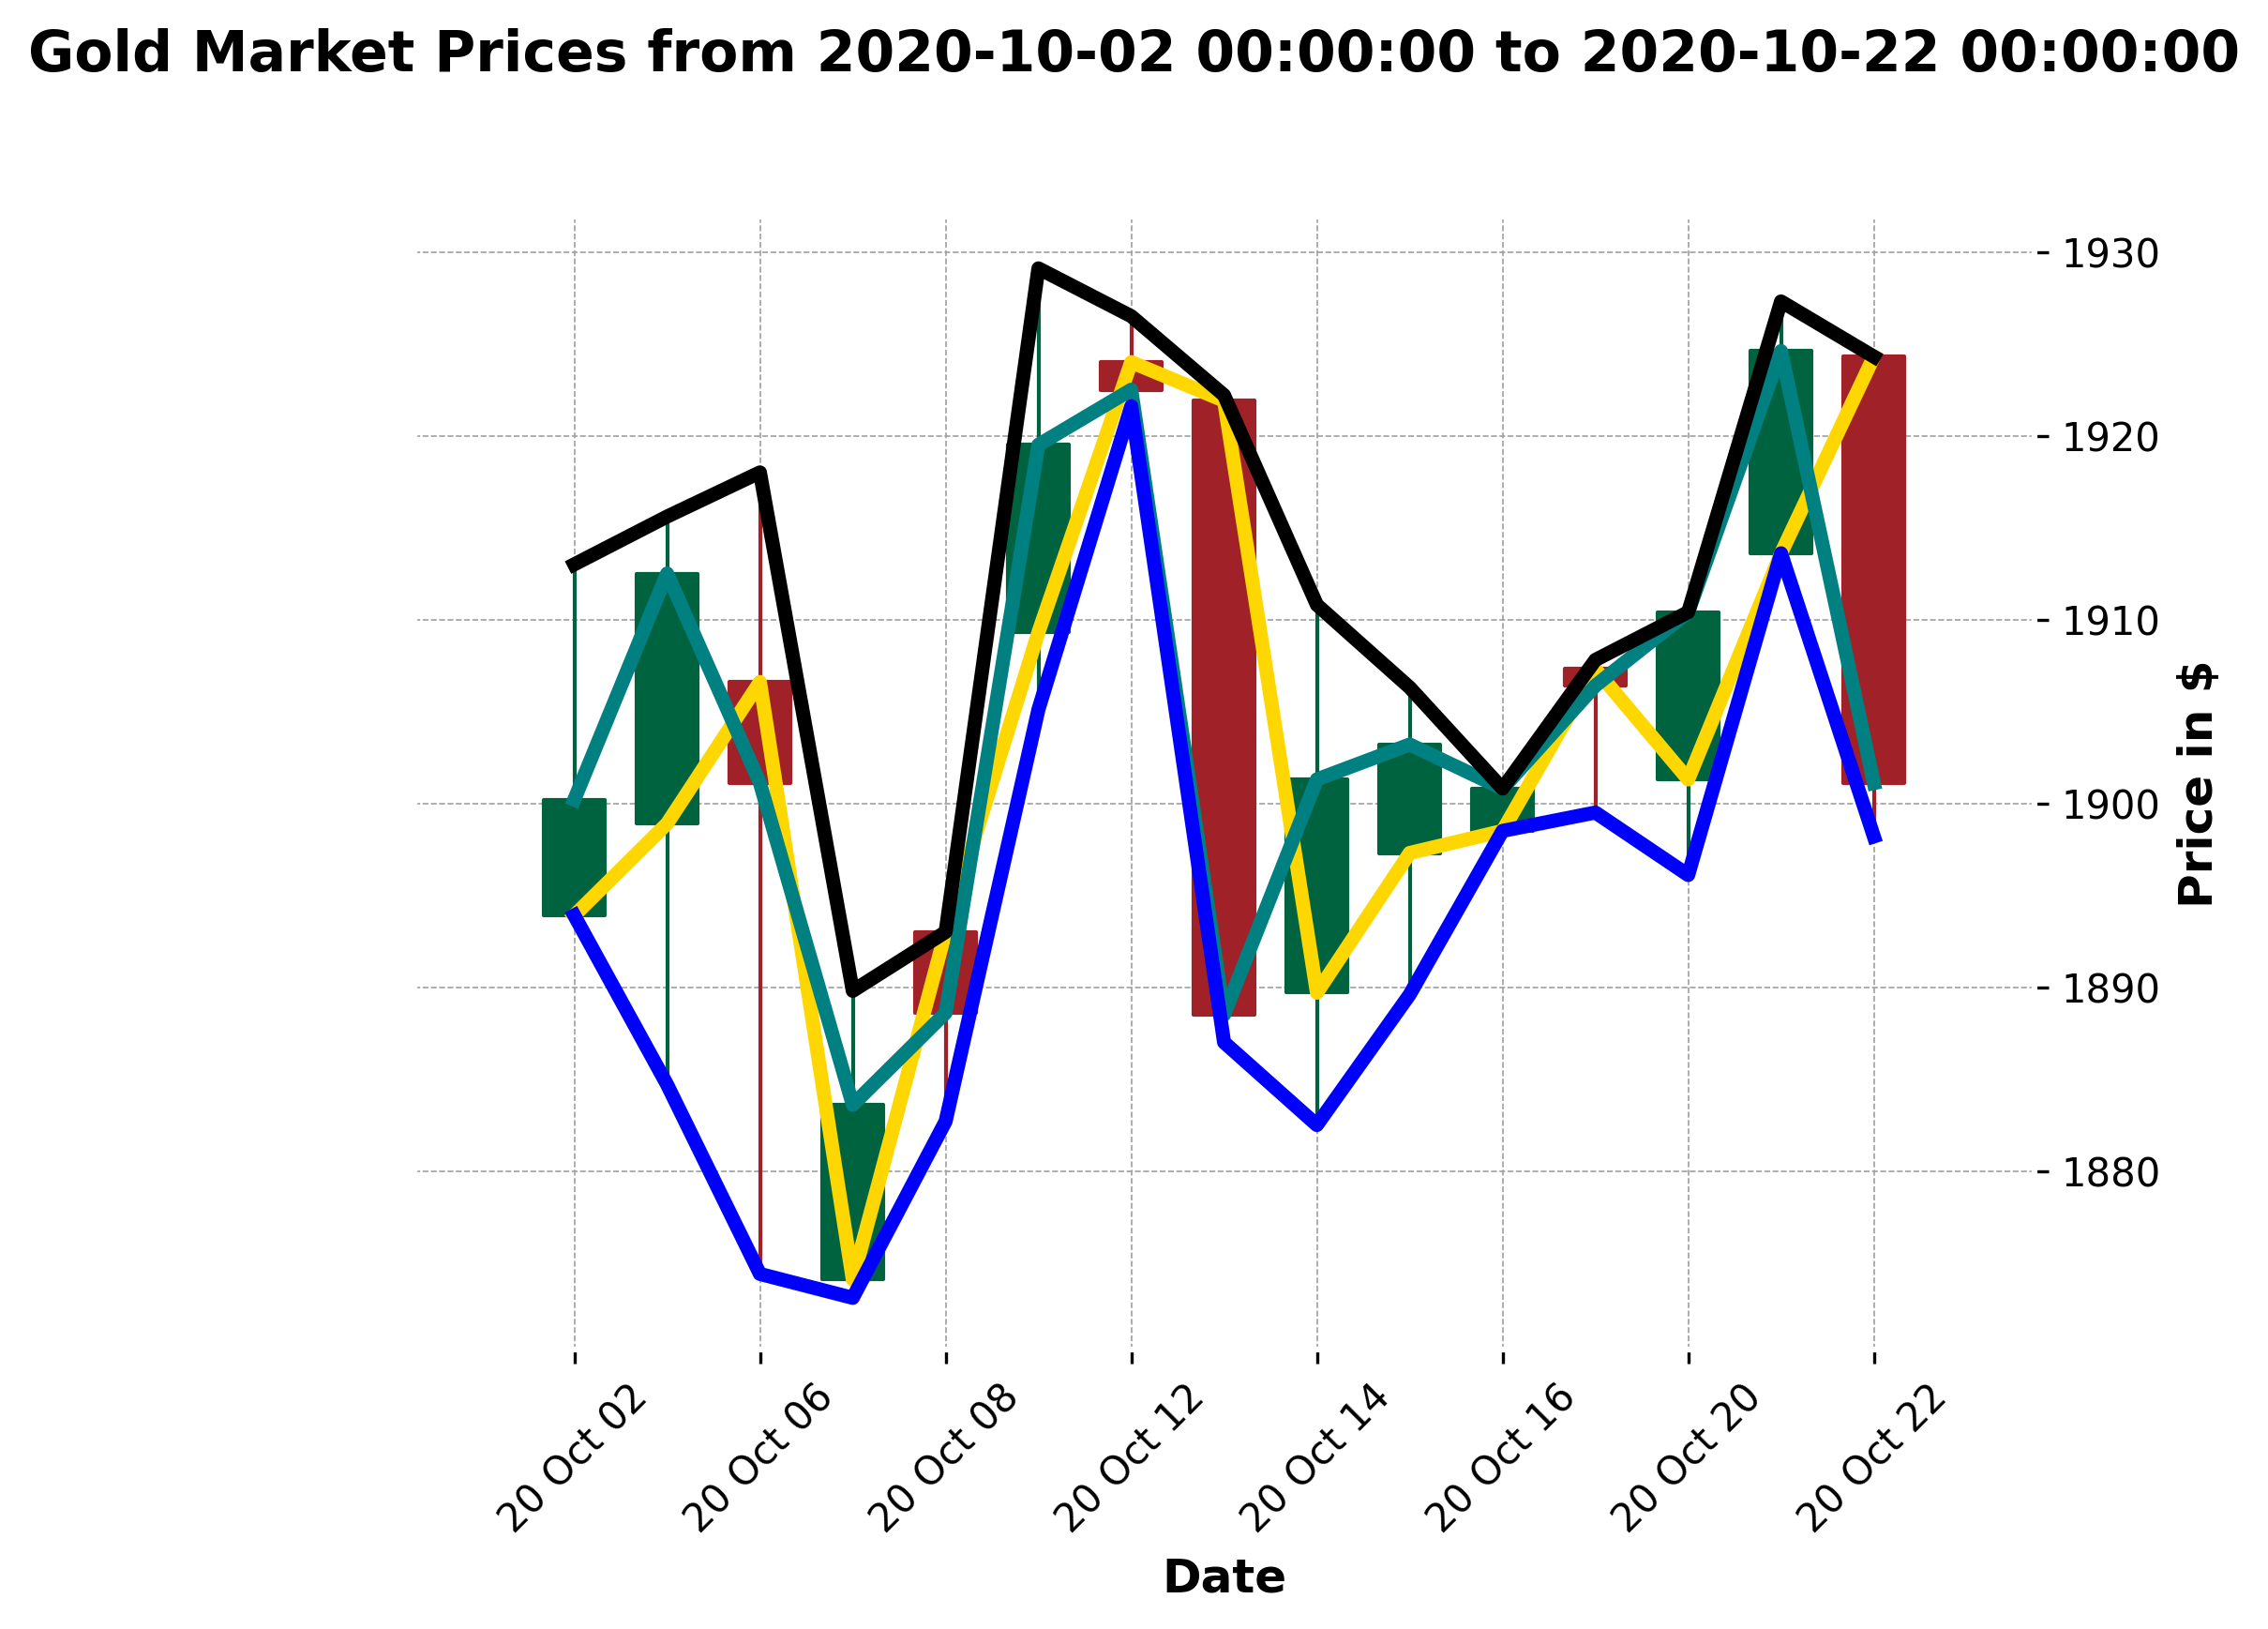 Gold Market Prices from 2020-10-02 00:00:00 to 2020-10-22 00:00:00
1930
1920
1910
1900
1890
1880
Price in $
20 Oct 02
20 Oct 06
20 Oct 08
20 Oct 12
20 Oct 14
20 Oct 16
20 Oct 20
20 Oct 22
Date